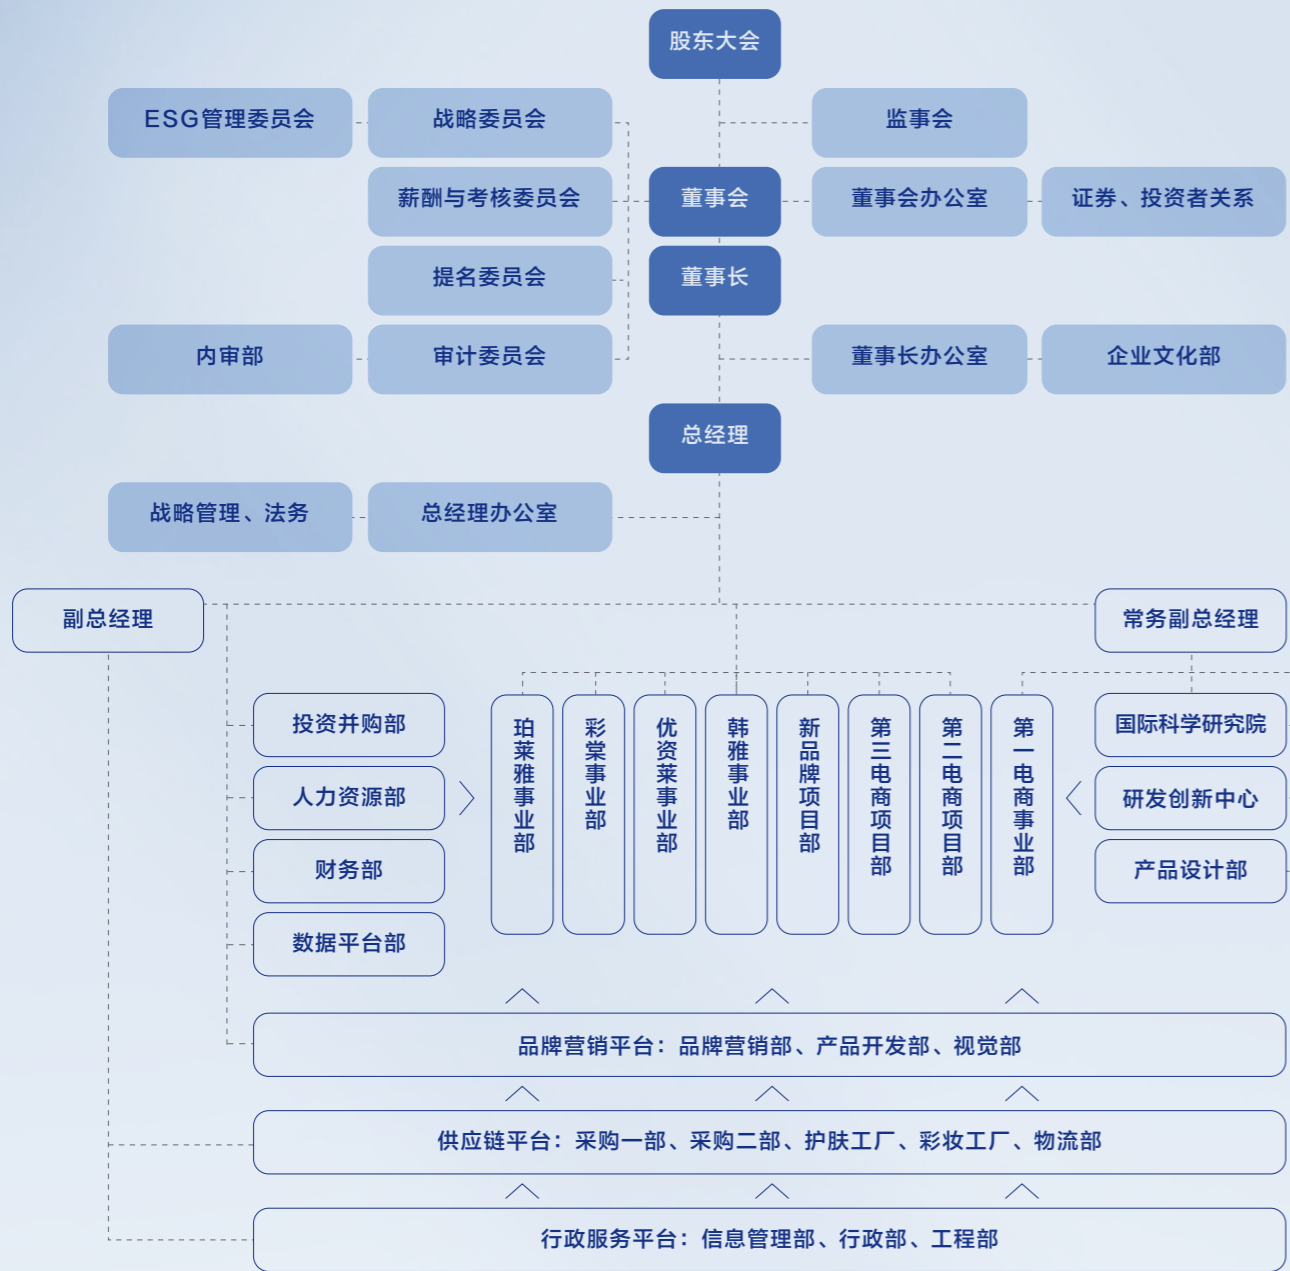 股东大会
ESG管理委员会
战略委员会
监事会
薪酬与考核委员会
董事会
董事会办公室
证券、投资者关系
提名委员会
董事长
内审部
审计委员会
董事长办公室
企业文化部
总经理
战略管理、法务
总经理办公室
副总经理
常务副总经理
投资并购部
人力资源部
财务部
数据平台部
珀莱雅事业部
彩棠事业部
优资莱事业部
韩雅事业部
新品牌项目部
第三电商项目部
第二电商项目部
第一电商事业部
国际科学研究院
研发创新中心
产品设计部
品牌营销平台：品牌营销部、产品开发部、视觉部
供应链平台：采购一部、采购二部、护肤工厂、彩妆工厂、物流部
行政服务平台：信息管理部、行政部、工程部